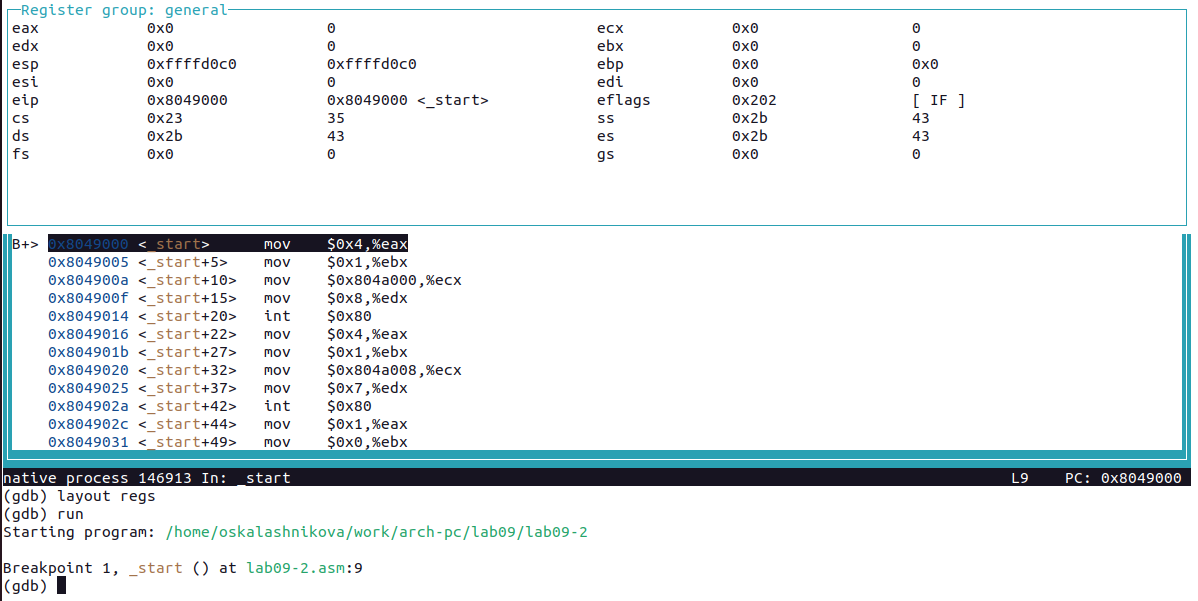 Register group: general
eax 0x0 0 ecx 0x0 0
edx 0x0 0 ebx 0x0 0
esp 0xffffd0c0 0xffffd0c0 ebp 0x0 0x0
esi 0x0 0 edi 0x0 0
eip 0x8049000 0x8049000 <_start> eflags 0x202 [ IF ]
cs 0x23 35 ss 0x2b 43
ds 0x2b 43 es 0x2b 43
fs 0x0 0 gs 0x0 0
B+> 0x8049000 <_start> mov $0x4,%eax
0x8049005 <_start+5> mov $0x1,%ebx
0x804900a <_start+10> mov $0x804a000,%ecx
0x804900f <_start+15> mov $0x8,%edx
0x8049014 <_start+20> int $0x80
0x8049016 <_start+22> mov $0x4,%eax
0x804901b <_start+27> mov $0x1,%ebx
0x8049020 <_start+32> mov $0x804a008,%ecx
0x8049025 <_start+37> mov $0x7,%edx
0x804902a <_start+42> int $0x80
0x804902c <_start+44> mov $0x1,%eax
0x8049031 <_start+49> mov $0x0,%ebx
native process 146913 In: _start L9 PC: 0x8049000
(gdb) layout regs
(gdb) run
Starting program: /home/oskalashnikova/work/arch-pc/lab09/lab09-2
Breakpoint 1, _start () at lab09-2.asm:9
(gdb)